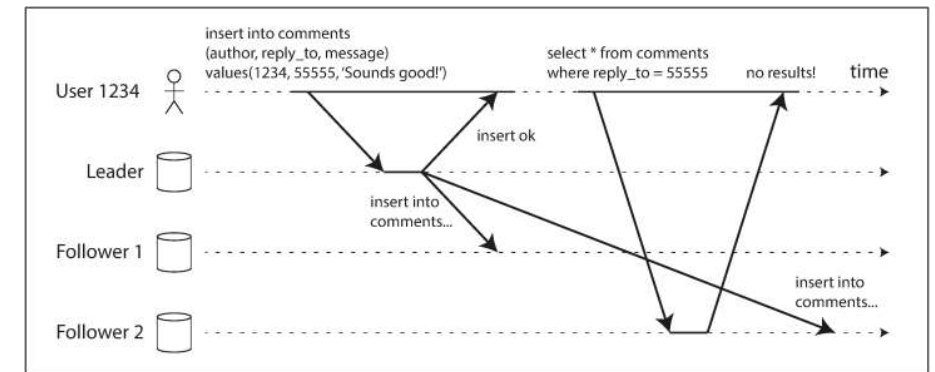 insert into comments
(author, reply_to, message)
values(1234, 55555, ‘Sounds good!’)
select * from comments
where reply_to = 55555
no results!
time
User 1234
insert ok
Leader
insert into
comments...
Follower 1
insert into
comments...
Follower 2